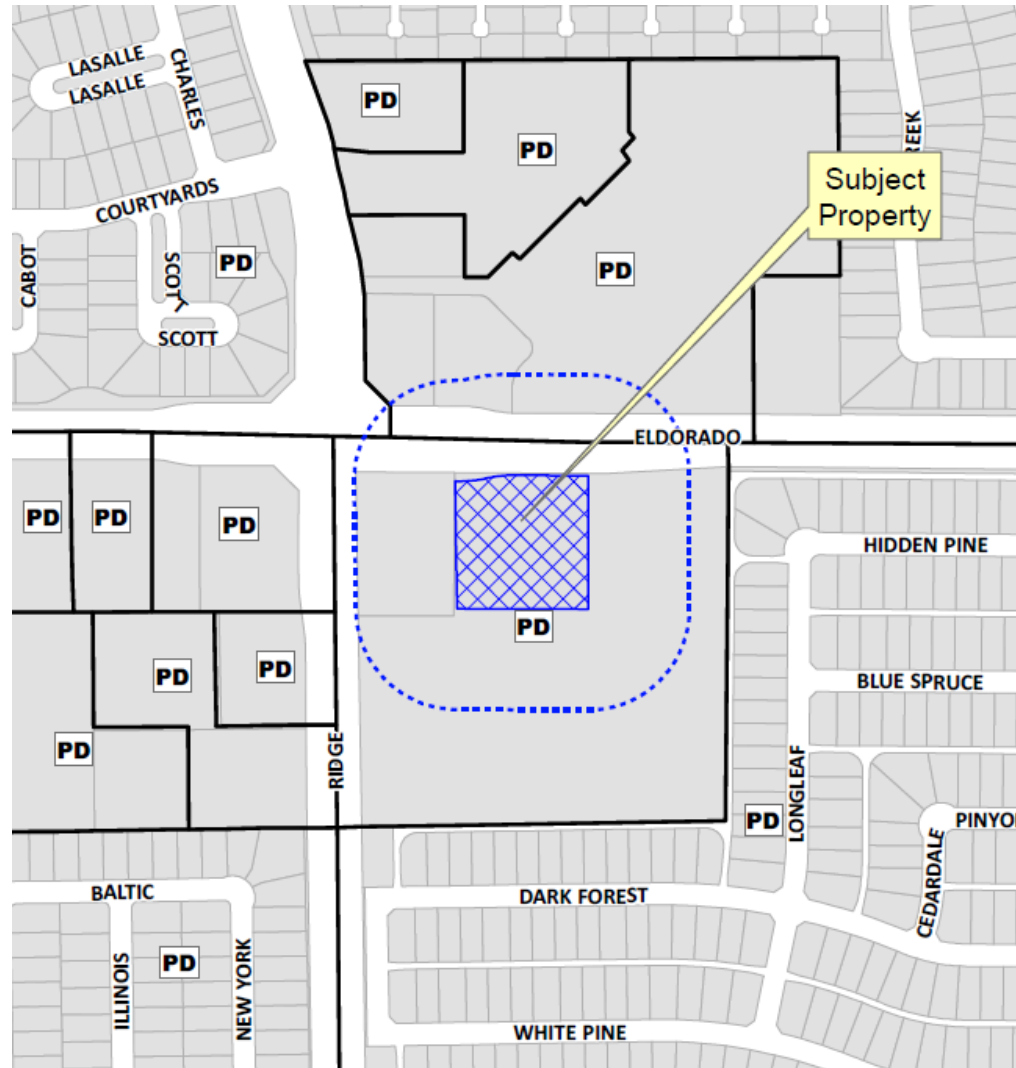 LASALLE
LASALLE
CHARLES
PD
PD
REEK
Subject
Property
COURTYARDS
CABOT
SCOTT
PD
PD
SCOTT
ELDORADO
PD
PD
PD
HIDDEN PINE
PD
PD
PD
BLUE SPRUCE
PD
RIDGE
LONGLEAF
PD
PINYO
CEDARDALE
BALTIC
DARK FOREST
PD
ILLINOIS
NEW YORK
WHITE PINE